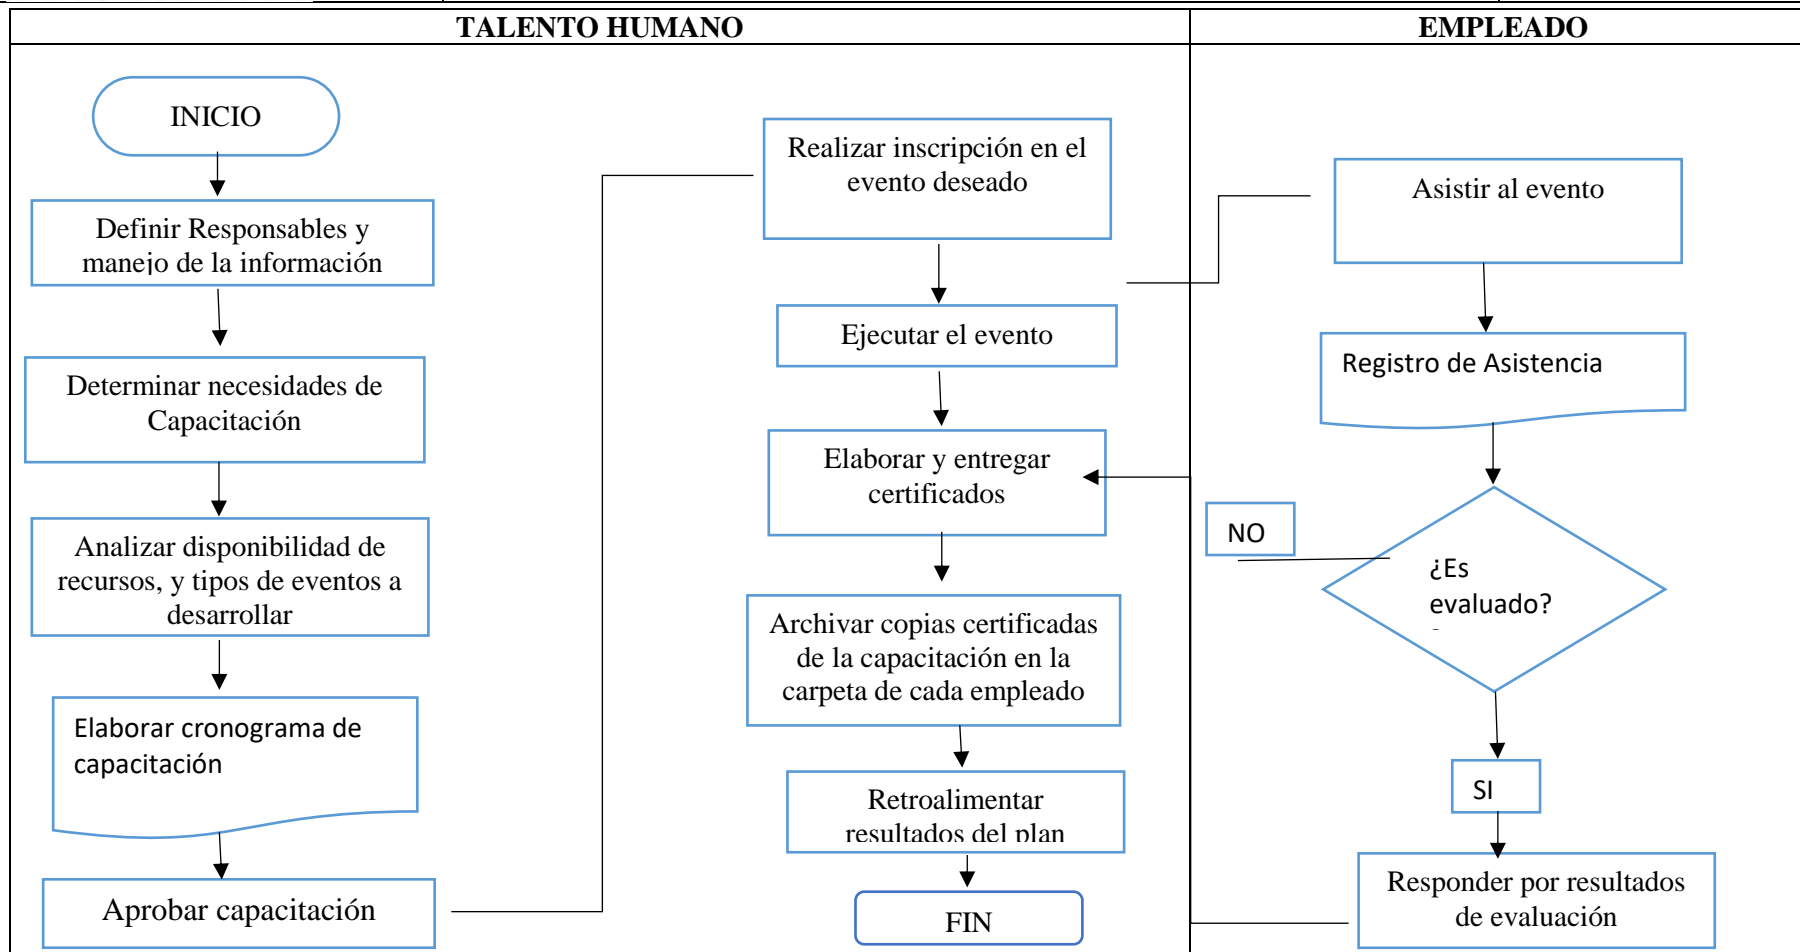 TALENTO HUMANO
EMPLEADO
INICIO
Definir Responsables y
manejo de la información
Determinar necesidades de
Capacitación
Analizar disponibilidad de
recursos, y tipos de eventos a
desarrollar
Elaborar cronograma de
capacitación
Aprobar capacitación
Realizar inscripción en el
evento deseado
Ejecutar el evento
Elaborar y entregar
certificados
Archivar copias certificadas
de la capacitación en la
carpeta de cada empleado
Retroalimentar
resultados del plan
FIN
Asistir al evento
Registro de Asistencia
NO
¿Es
evaluado?
SI
Responder por resultados
de evaluación